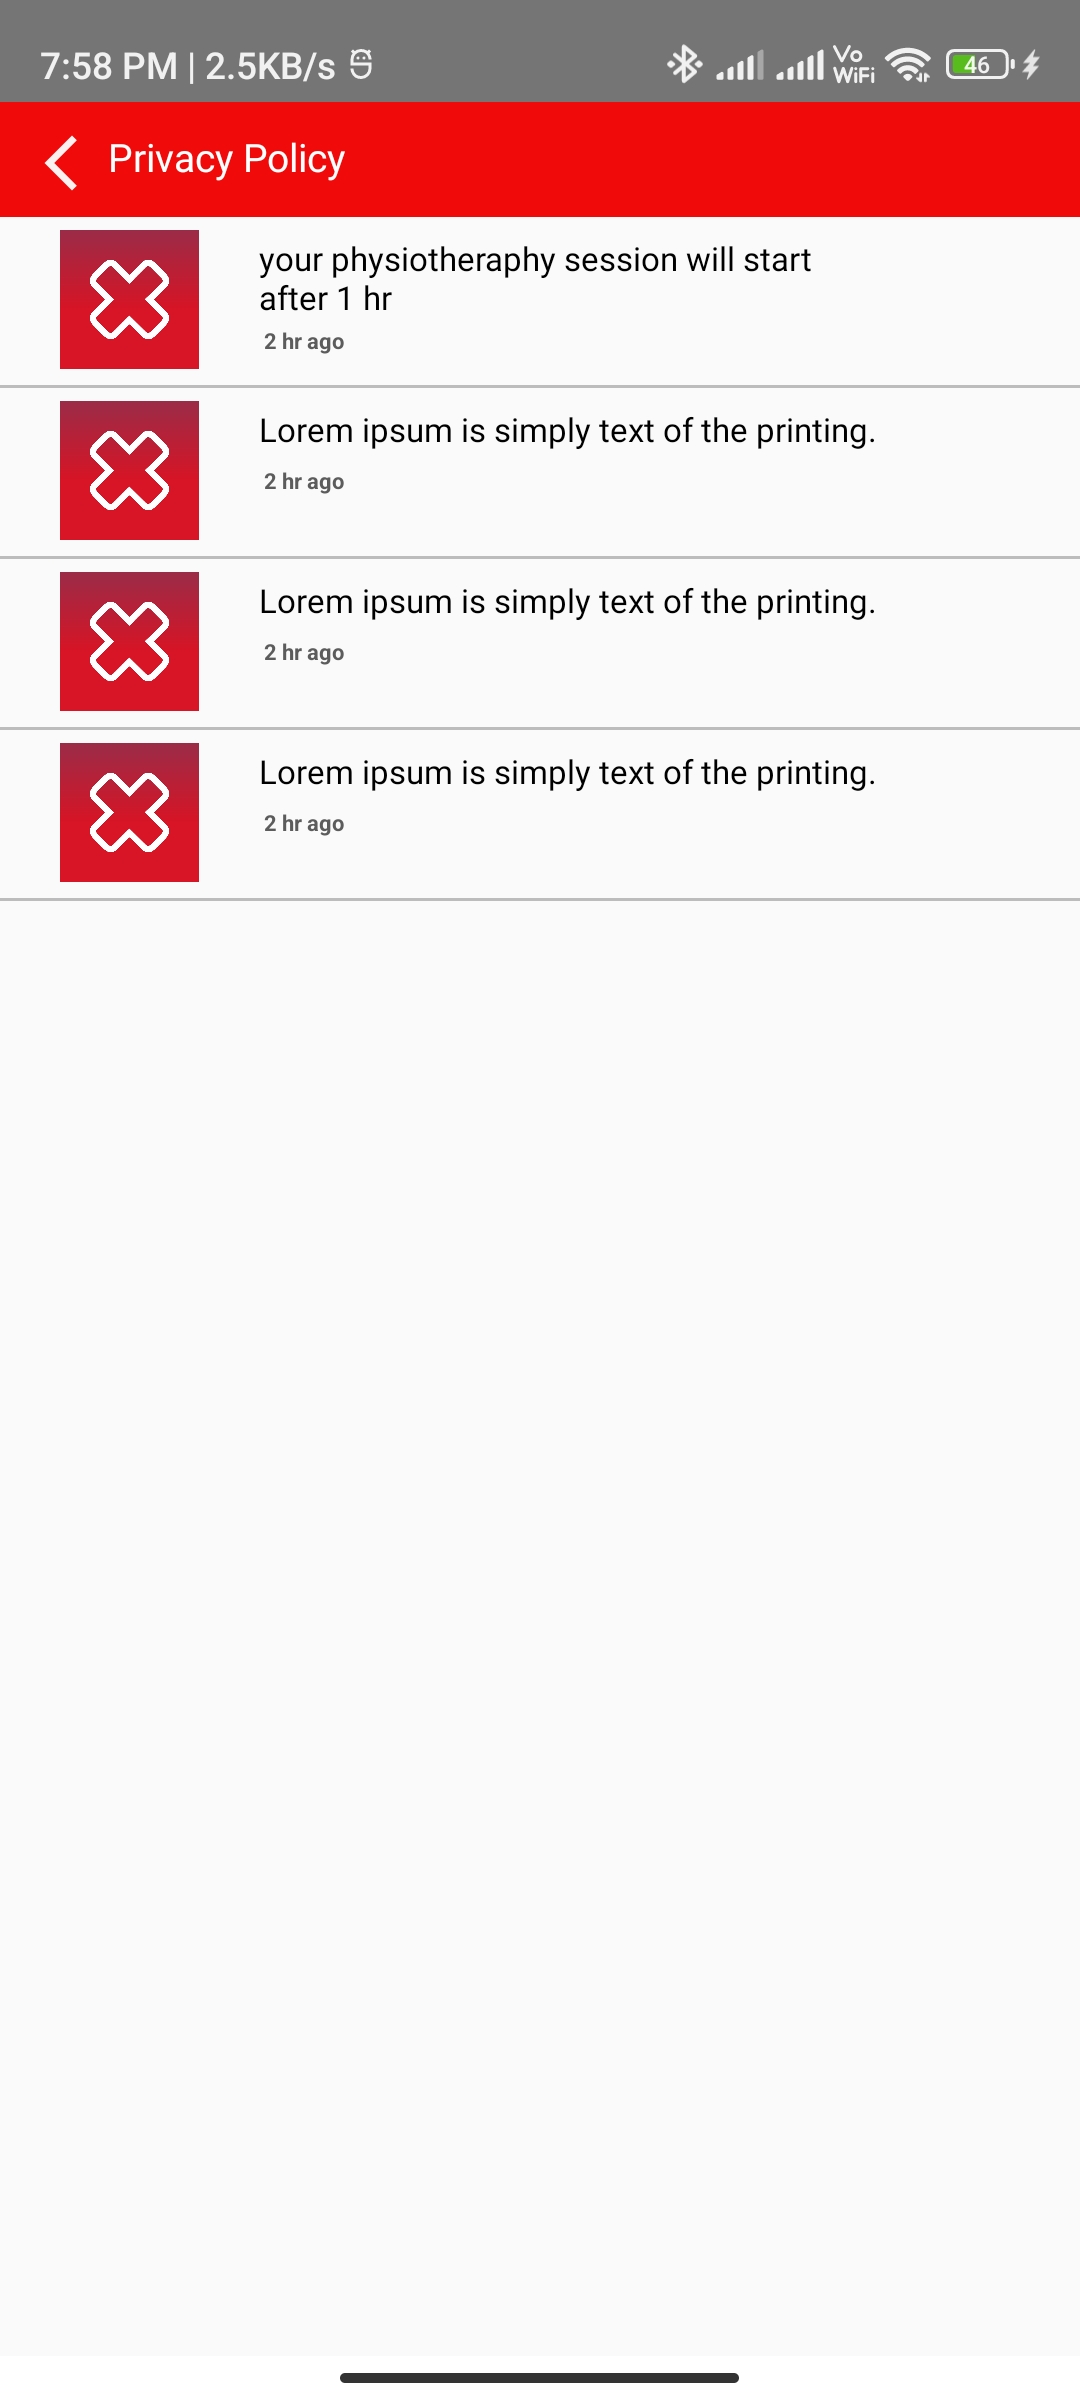 7:58 PM | 2.5KB/s
Vo
WiFi
46
Privacy Policy
your physiotheraphy session will start
after 1 hr
2 hr ago
Lorem ipsum is simply text of the printing.
2 hr ago
Lorem ipsum is simply text of the printing.
2 hr ago
Lorem ipsum is simply text of the printing.
2 hr ago